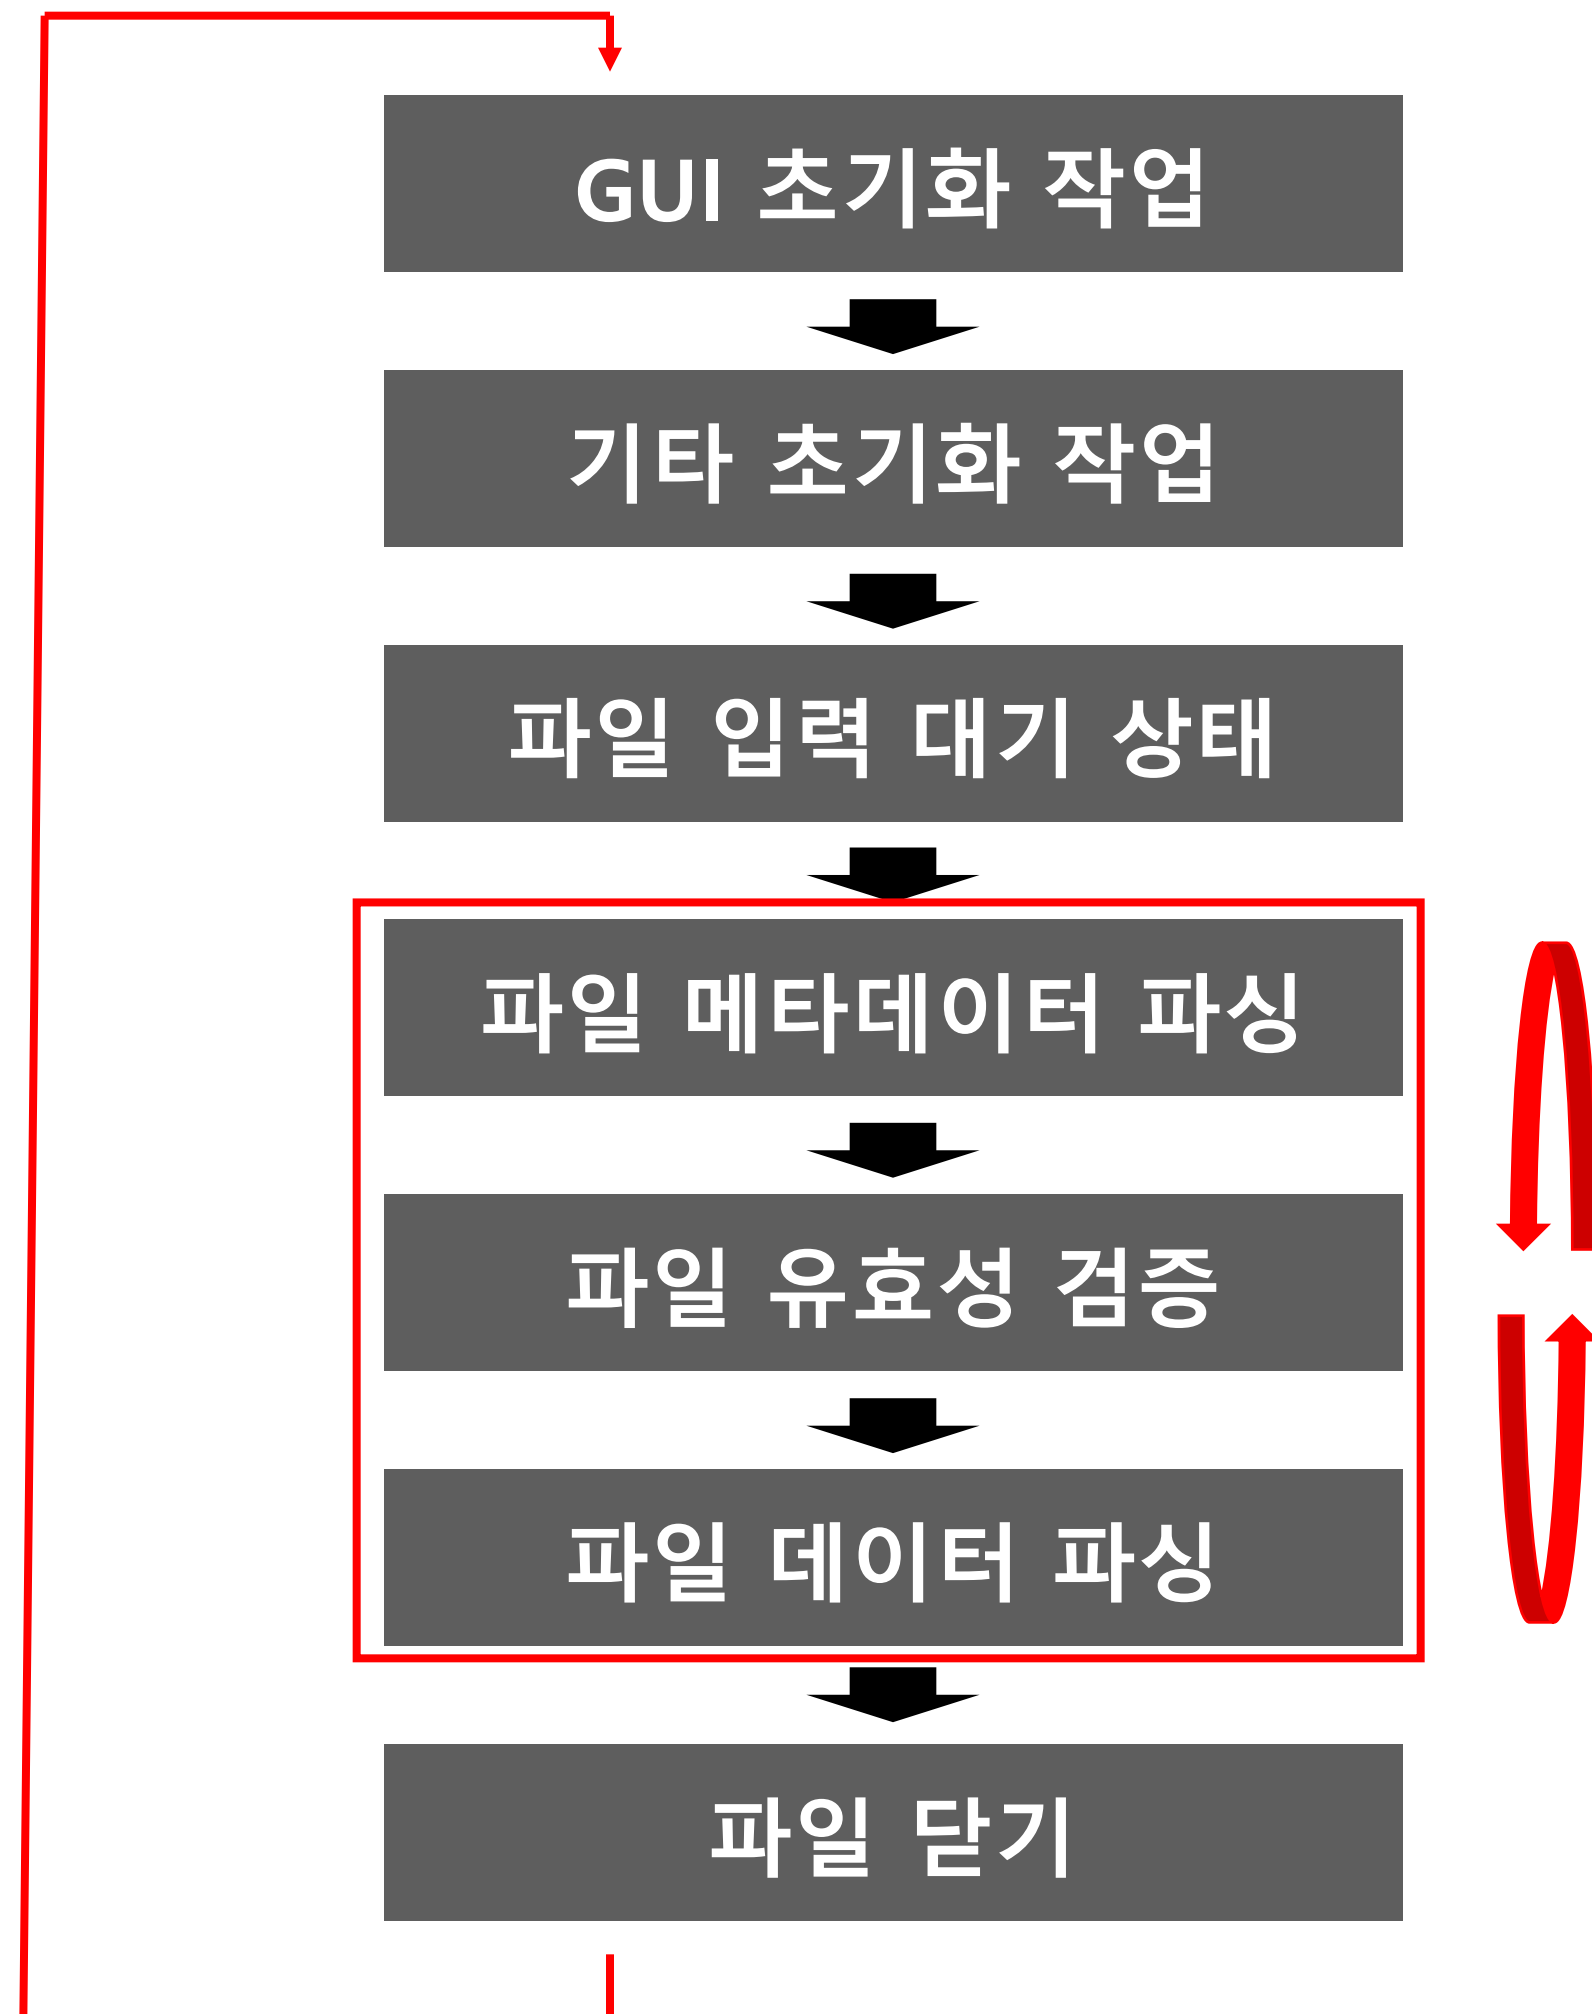 GUI 초기화 작업
기타 초기화 작업
파일 입력 대기 상태
파일 메타데이터 파싱
파일 유효성 검증
파일 데이터 파싱
파일 닫기